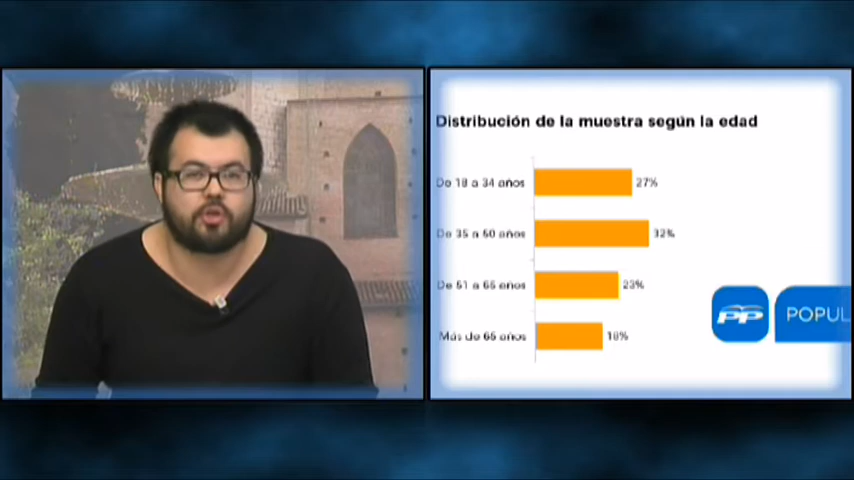 Distribución de la muestra según la edad
De 18 a 34 años 27%
De 35 a 50 años 32%
De 51 a 65 años 23%
Más de 65 años 18%
PP POPUL